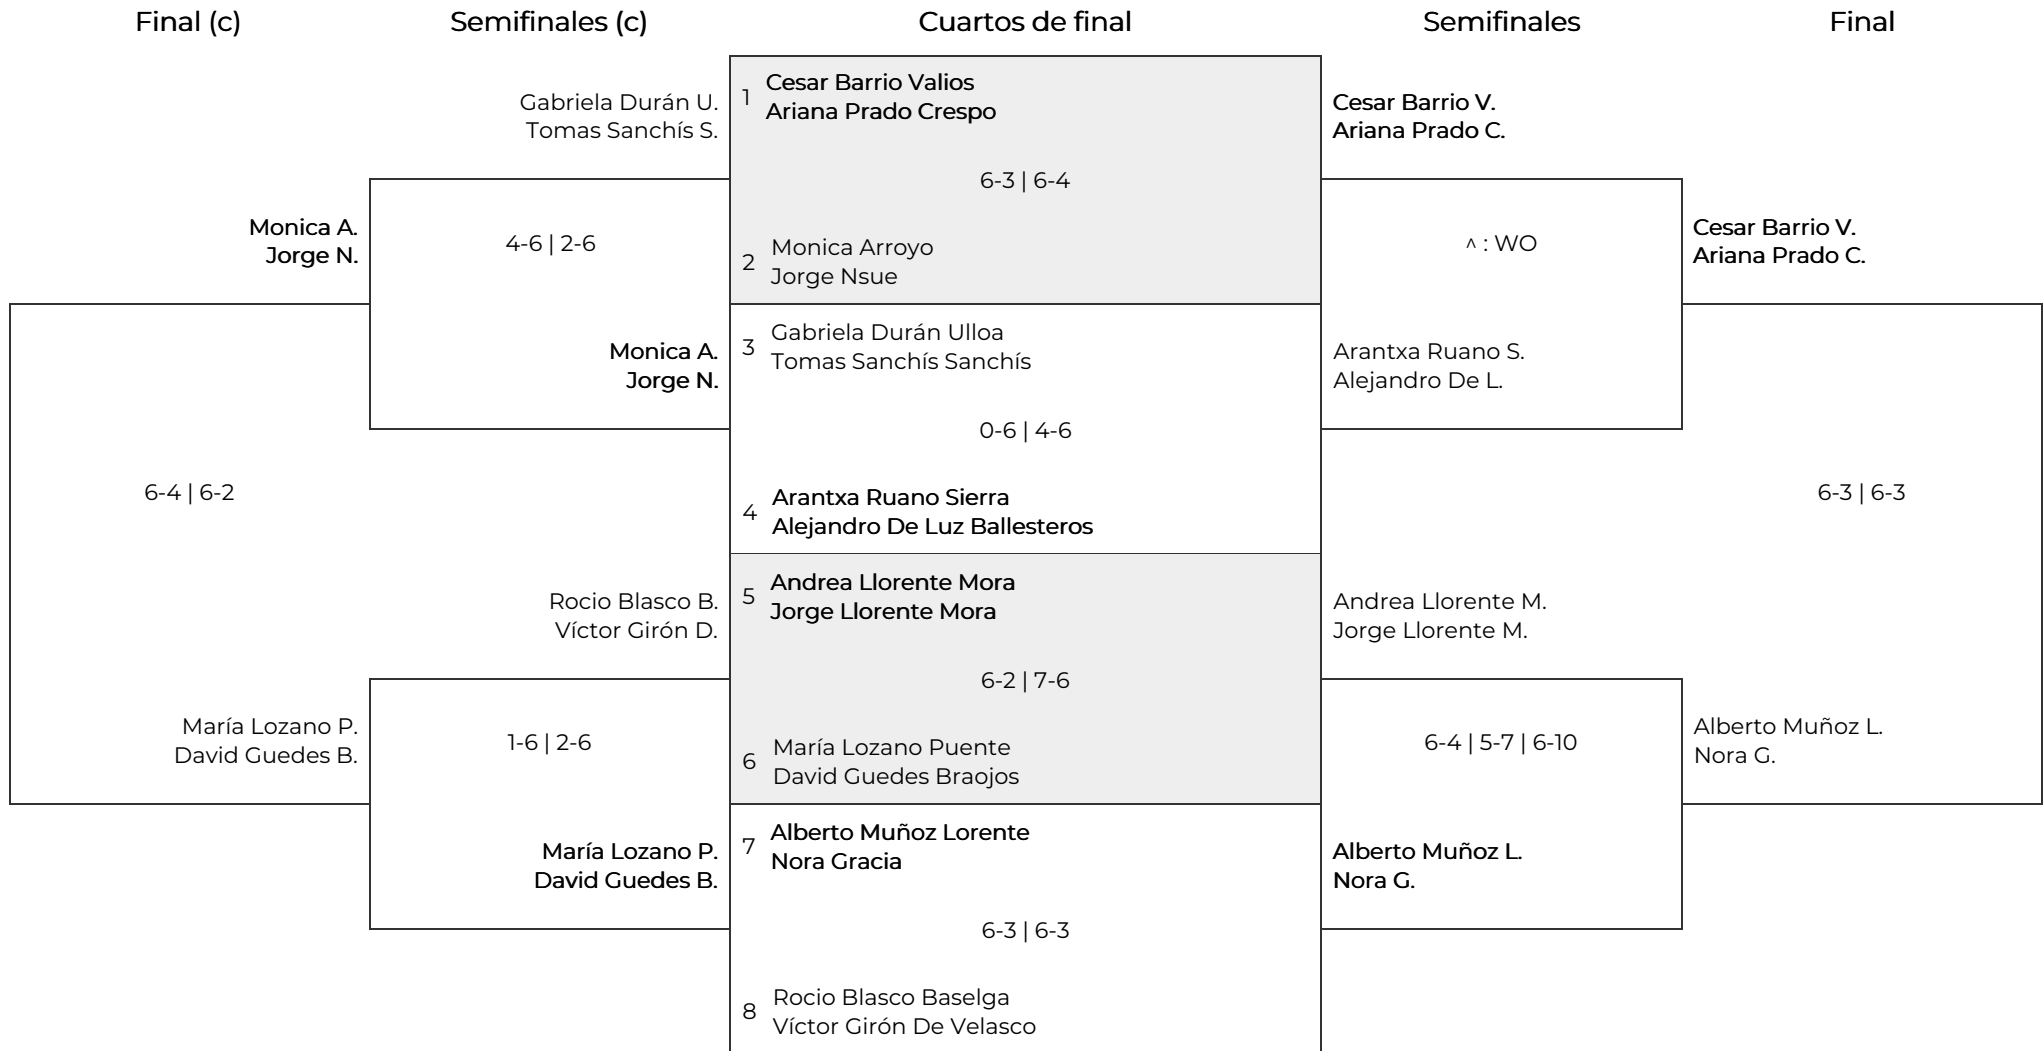 Final (c)
Semifinales (c)
Cuartos de final
Semifinales
Final
Monica A.
Jorge N.
6-4 | 6-2
María Lozano P.
David Guedes B.
Gabriela Durán U.
Tomas Sanchís S.
4-6 | 2-6
Monica A.
Jorge N.
Rocio Blasco B.
Víctor Girón D.
1-6 | 2-6
María Lozano P.
David Guedes B.
1
Cesar Barrio Valios
Ariana Prado Crespo
6-3 | 6-4
2
Monica Arroyo
Jorge Nsue
3
Gabriela Durán Ulloa
Tomas Sanchís Sanchís
0-6 | 4-6
4
Arantxa Ruano Sierra
Alejandro De Luz Ballesteros
5
Andrea Llorente Mora
Jorge Llorente Mora
6-2 | 7-6
6
María Lozano Puente
David Guedes Braojos
7
Alberto Muñoz Lorente
Nora Gracia
6-3 | 6-3
8
Rocio Blasco Baselga
Víctor Girón De Velasco
Cesar Barrio V.
Ariana Prado C.
^ : WO
Arantxa Ruano S.
Alejandro De L.
Andrea Llorente M.
Jorge Llorente M.
6-4 | 5-7 | 6-10
Alberto Muñoz L.
Nora G.
Cesar Barrio V.
Ariana Prado C.
6-3 | 6-3
Alberto Muñoz L.
Nora G.